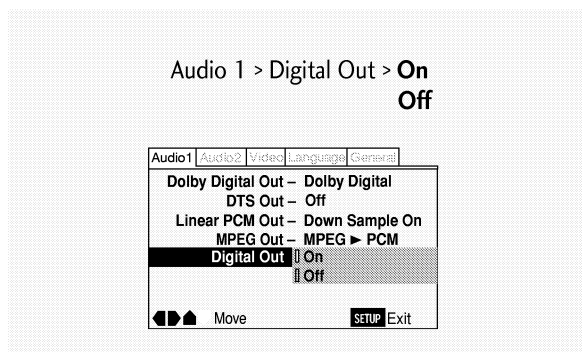 Audio 1 > Digital Out > On
Off
Audio1 Audio2 Video Language General
Dolby Digital Out – Dolby Digital
DTS Out – Off
Linear PCM Out – Down Sample On
MPEG Out – MPEG ► PCM
Digital Out On
Off
Move SETUP Exit